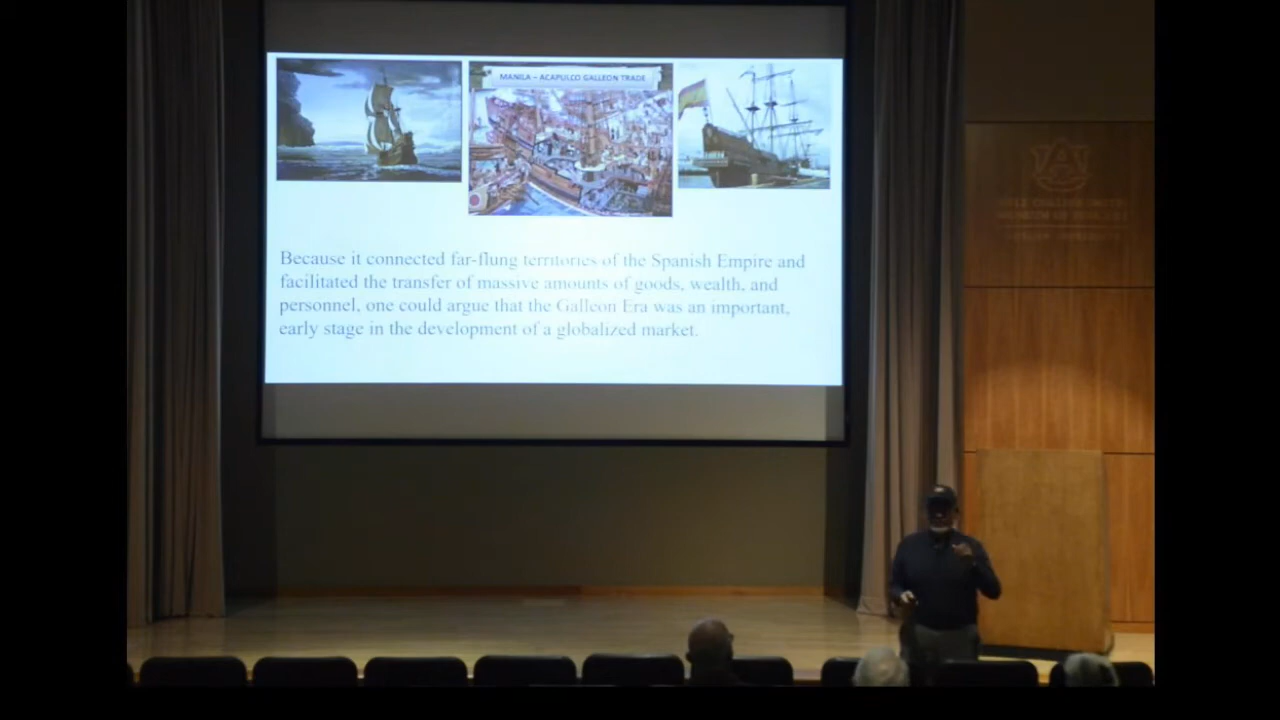 MANILA – ACAPULCO GALLEON TRADE
Because it connected far-flung territories of the Spanish Empire and
facilitated the transfer of massive amounts of goods, wealth, and
personnel, one could argue that the Galleon Era was an important,
early stage in the development of a globalized market.